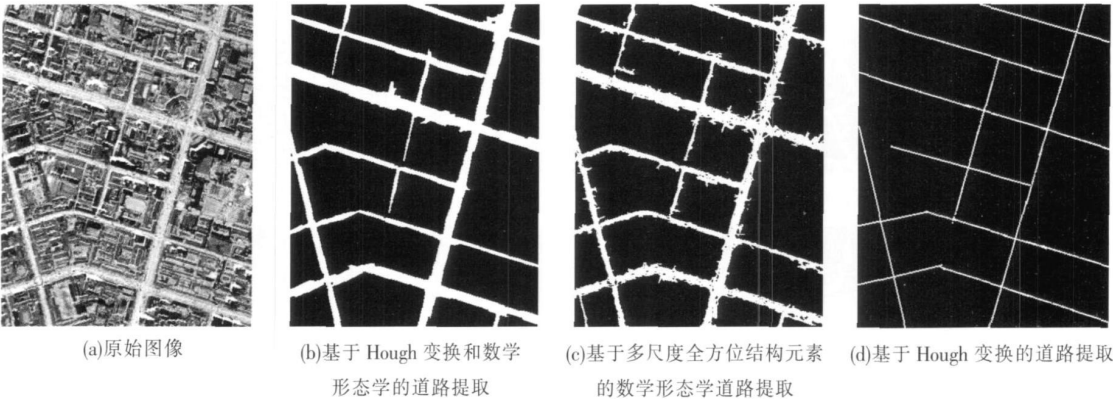 (a)原始图像
(b)基于 Hough 变换和数学
形态学的道路提取
(c)基于多尺度全方位结构元素
的数学形态学道路提取
(d)基于 Hough 变换的道路提取